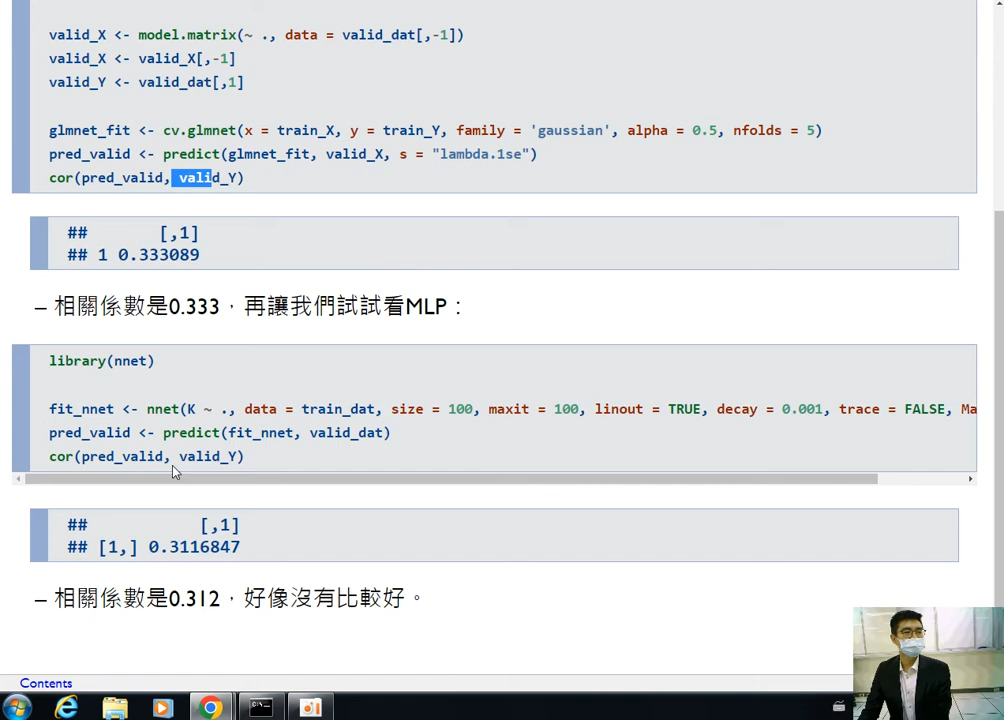 valid_X <- model.matrix(~ ., data = valid_dat[,-1])
valid_X <- valid_X[,-1]
valid_Y <- valid_dat[,1]
glmnet_fit <- cv.glmnet(x = train_X, y = train_Y, family = 'gaussian', alpha = 0.5, nfolds = 5)
pred_valid <- predict(glmnet_fit, valid_X, s = "lambda.1se")
cor(pred_valid, valid_Y)
## [,1]
## 1 0.333089
– 相關係數是0.333，再讓我們試試看MLP：
library(nnet)
fit_nnet <- nnet(K ~ ., data = train_dat, size = 100, maxit = 100, linout = TRUE, decay = 0.001, trace = FALSE, Ma
pred_valid <- predict(fit_nnet, valid_dat)
cor(pred_valid, valid_Y)
## [,1]
## [1,] 0.3116847
– 相關係數是0.312，好像沒有比較好。
Contents